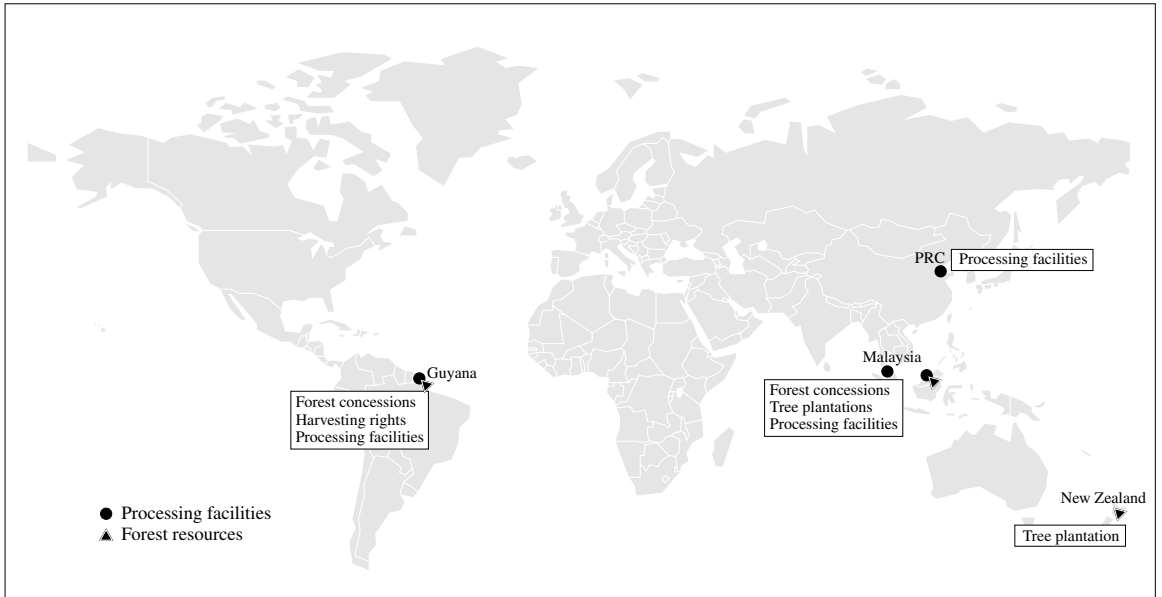 PRC
Processing facilities
Malaysia
Forest concessions
Tree plantations
Processing facilities
Guyana
Forest concessions
Harvesting rights
Processing facilities
New Zealand
Tree plantation
Processing facilities
Forest resources